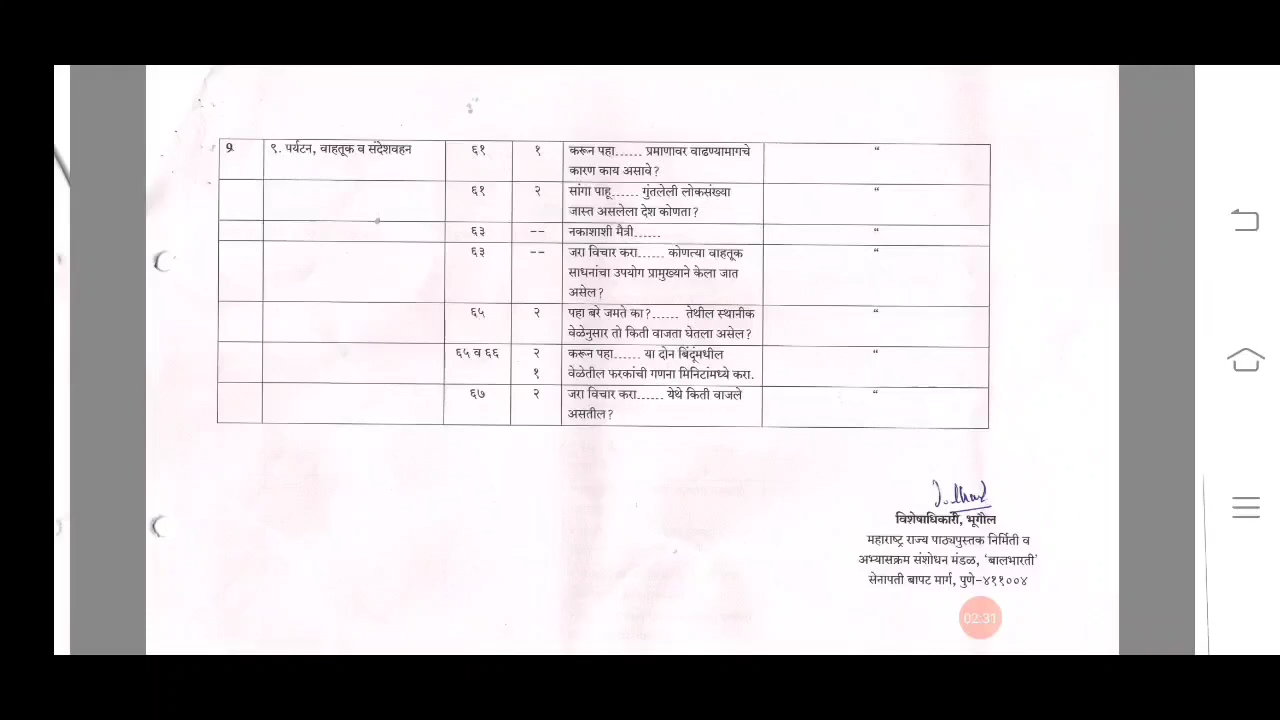 ९ ९. पर्यटन, वाहतूक व संदेशवहन ६१ १ करून पहा...... प्रमाणावर वाढण्यामागचे “
कारण काय असावे?
६१ २ सांगा पाहू...... गुंतलेली लोकसंख्या “
जास्त असलेला देश कोणता?
६३ -- नकाशाशी मैत्री...... “
६३ -- जरा विचार करा...... कोणत्या वाहतूक “
साधनांचा उपयोग प्रामुख्याने केला जात
असेल?
६५ २ पहा बरे जमते का?...... तेथील स्थानीक “
वेळेनुसार तो किती वाजता घेतला असेल?
६५ व ६६ २ करून पहा...... या दोन बिंदूंमधील “
१ वेळेतील फरकांची गणना मिनिटांमध्ये करा.
६७ २ जरा विचार करा...... येथे किती वाजले “
असतील?
विशेषाधिकारी, भूगोल
महाराष्ट्र राज्य पाठ्यपुस्तक निर्मिती व
अभ्यासक्रम संशोधन मंडळ, ‘बालभारती’
सेनापती बापट मार्ग, पुणे-४११००४
02:31